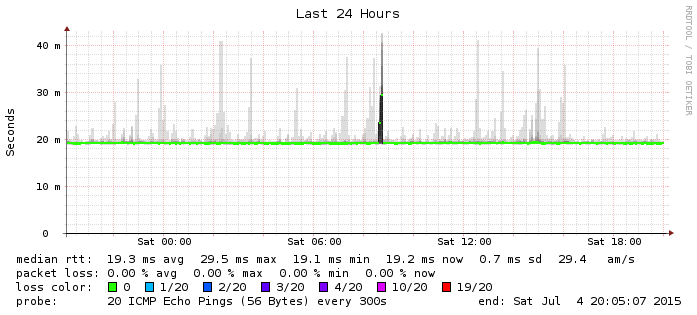 Last 24 Hours
RRDTOOL / TOBI OETIKER
Seconds
40 m
30 m
20 m
10 m
0
Sat 00:00 Sat 06:00 Sat 12:00 Sat 18:00
median rtt: 19.3 ms avg 29.5 ms max 19.1 ms min 19.2 ms now 0.7 ms sd 29.4 am/s
packet loss: 0.00 % avg 0.00 % max 0.00 % min 0.00 % now
loss color: 0 1/20 2/20 3/20 4/20 10/20 19/20
probe: 20 ICMP Echo Pings (56 Bytes) every 300s end: Sat Jul 4 20:05:07 2015